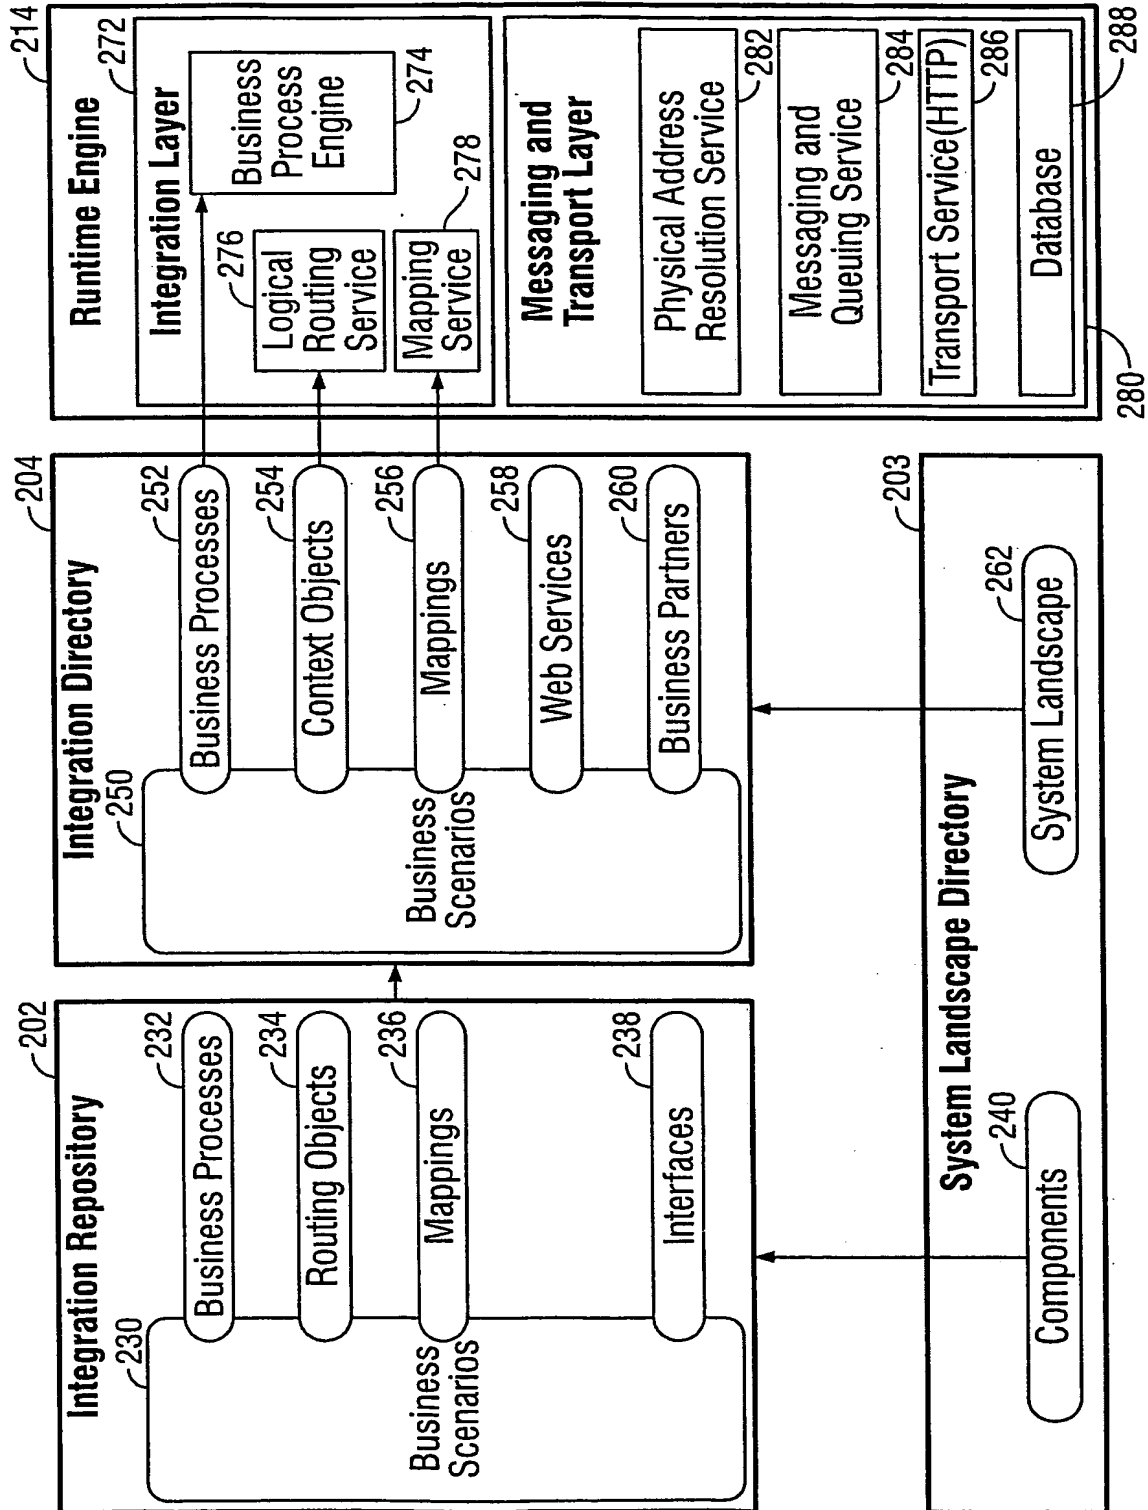 202
Integration Repository
230
Business
Scenarios
232
Business Processes
234
Routing Objects
236
Mappings
238
Interfaces
204
Integration Directory
250
Business
Scenarios
252
Business Processes
254
Context Objects
256
Mappings
258
Web Services
260
Business Partners
214
Runtime Engine
272
Integration Layer
Business
Process
Engine
274
276
Logical
Routing
Service
278
Mapping
Service
Messaging and
Transport Layer
Physical Address
Resolution Service
282
Messaging and
Queuing Service
284
Transport Service(HTTP)
286
Database
288
280
203
System Landscape Directory
240
Components
262
System Landscape